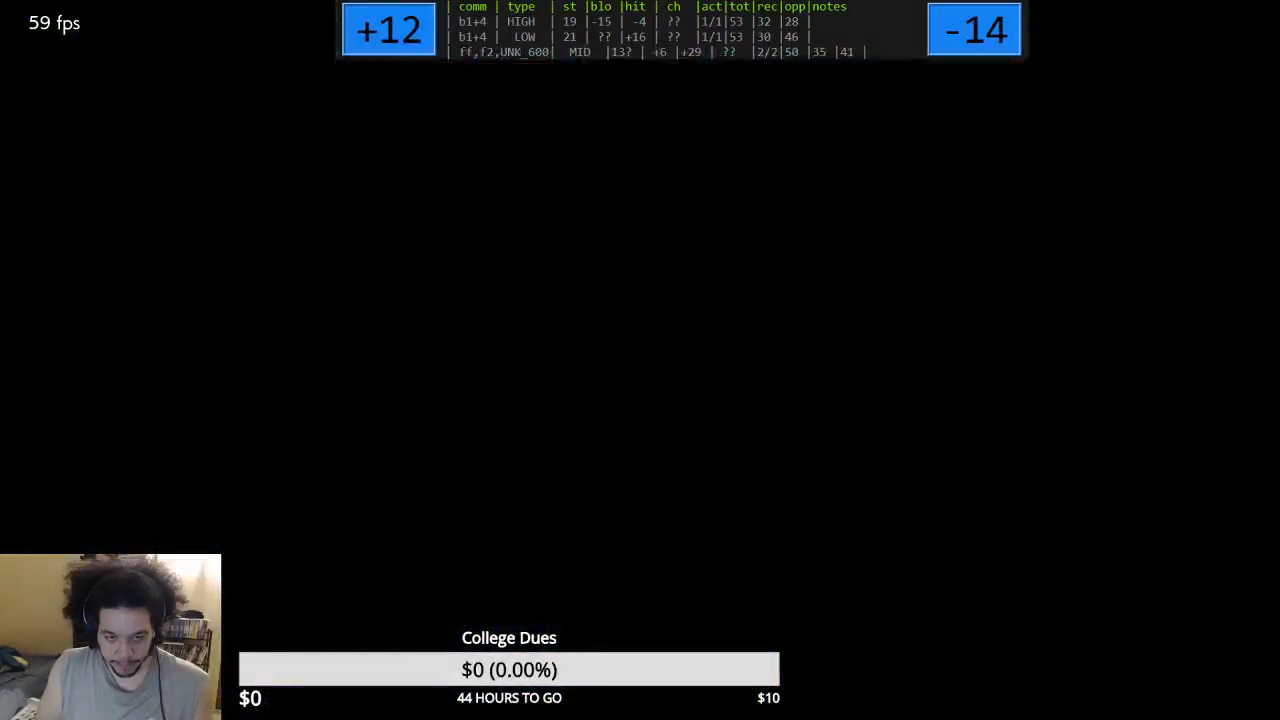 59 fps
+12
| comm | type | st |blo |hit | ch |act|tot|rec|opp|notes
| b1+4 | HIGH | 19 |-15 | -4 | ?? |1/1|53 |32 |28 |
| b1+4 | LOW | 21 | ?? |+16 | ?? |1/1|53 |30 |46 |
| ff,f2,UNK_600| MID |13? | +6 |+29 | ?? |2/2|50 |35 |41 |
-14
College Dues
$0 (0.00%)
$0 44 HOURS TO GO $10